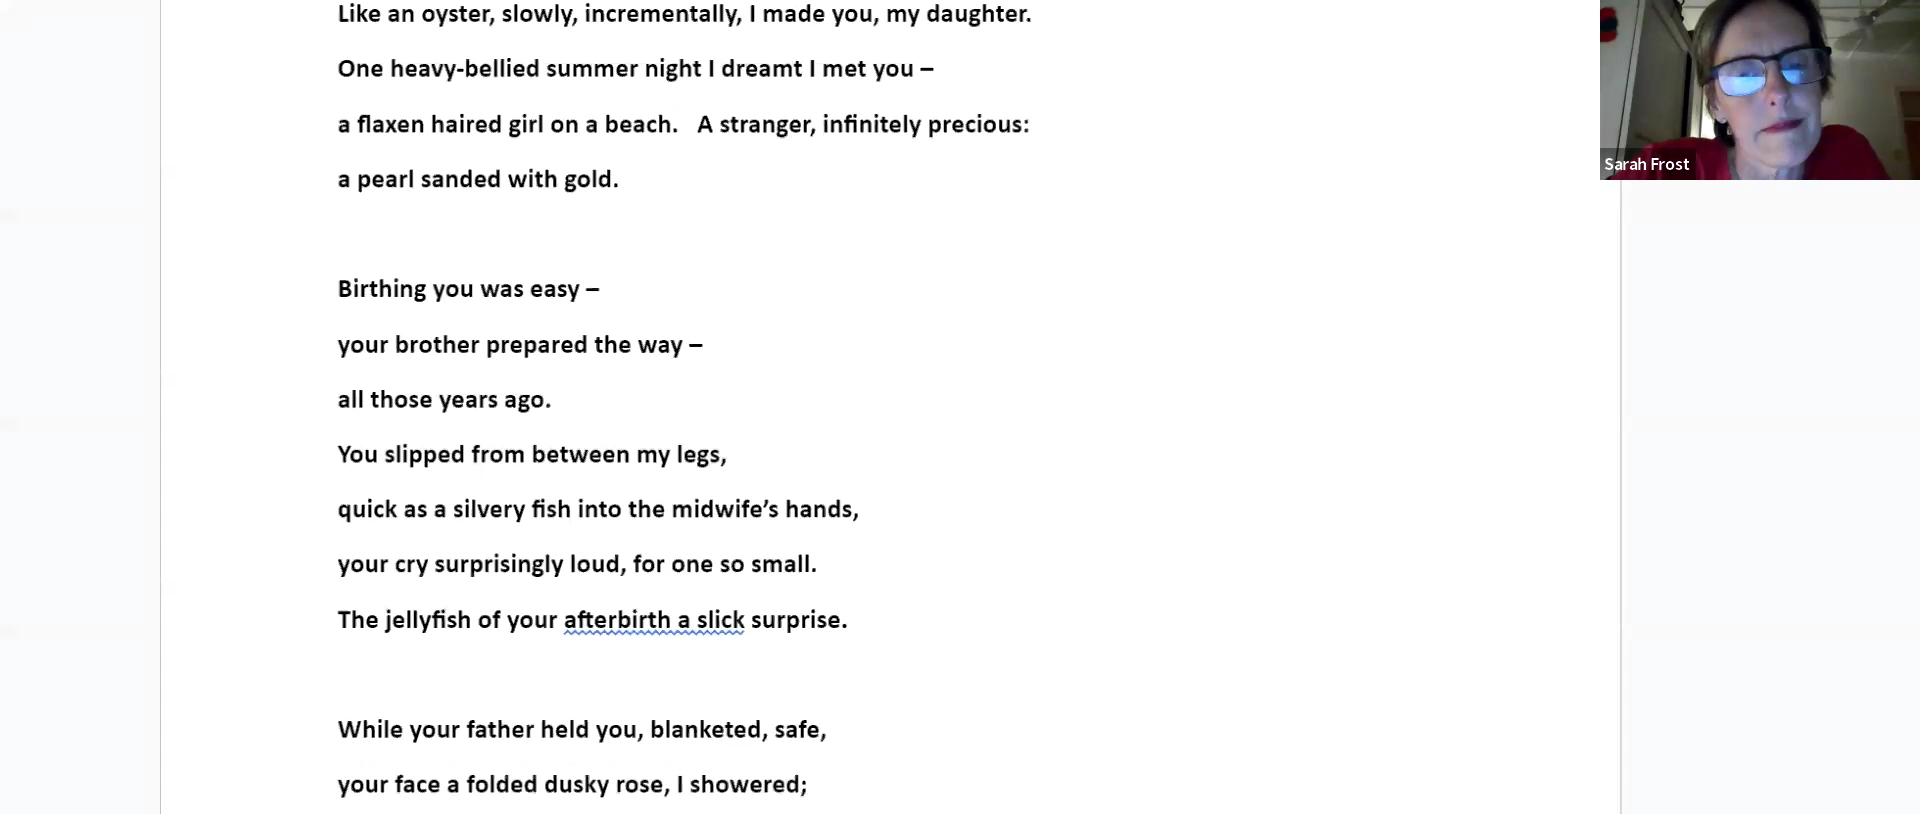 Like an oyster, slowly, incrementally, I made you, my daughter.
One heavy-bellied summer night I dreamt I met you –
a flaxen haired girl on a beach.   A stranger, infinitely precious:
a pearl sanded with gold.
Birthing you was easy –
your brother prepared the way –
all those years ago.
You slipped from between my legs,
quick as a silvery fish into the midwife’s hands,
your cry surprisingly loud, for one so small.
The jellyfish of your afterbirth a slick surprise.
While your father held you, blanketed, safe,
your face a folded dusky rose, I showered;
Sarah Frost